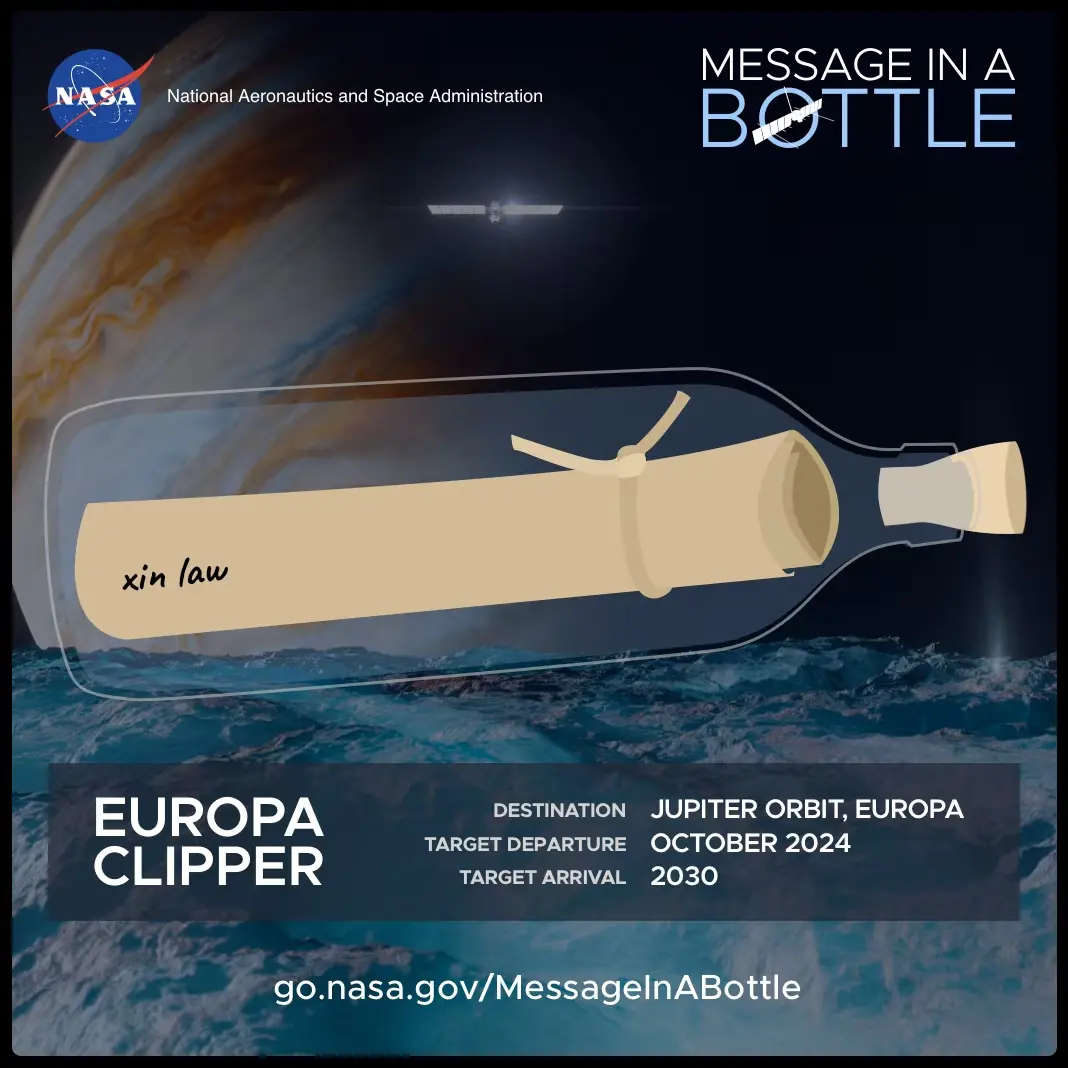 NASA
National Aeronautics and Space Administration
MESSAGE IN A
BOTTLE
xin law
EUROPA
CLIPPER
DESTINATION JUPITER ORBIT, EUROPA
TARGET DEPARTURE OCTOBER 2024
TARGET ARRIVAL 2030
go.nasa.gov/MessageInABottle